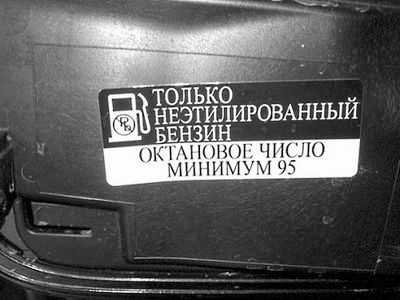 ТОЛЬКО
НЕЭТИЛИРОВАННЫЙ
БЕНЗИН
ОКТАНОВОЕ ЧИСЛО
МИНИМУМ 95